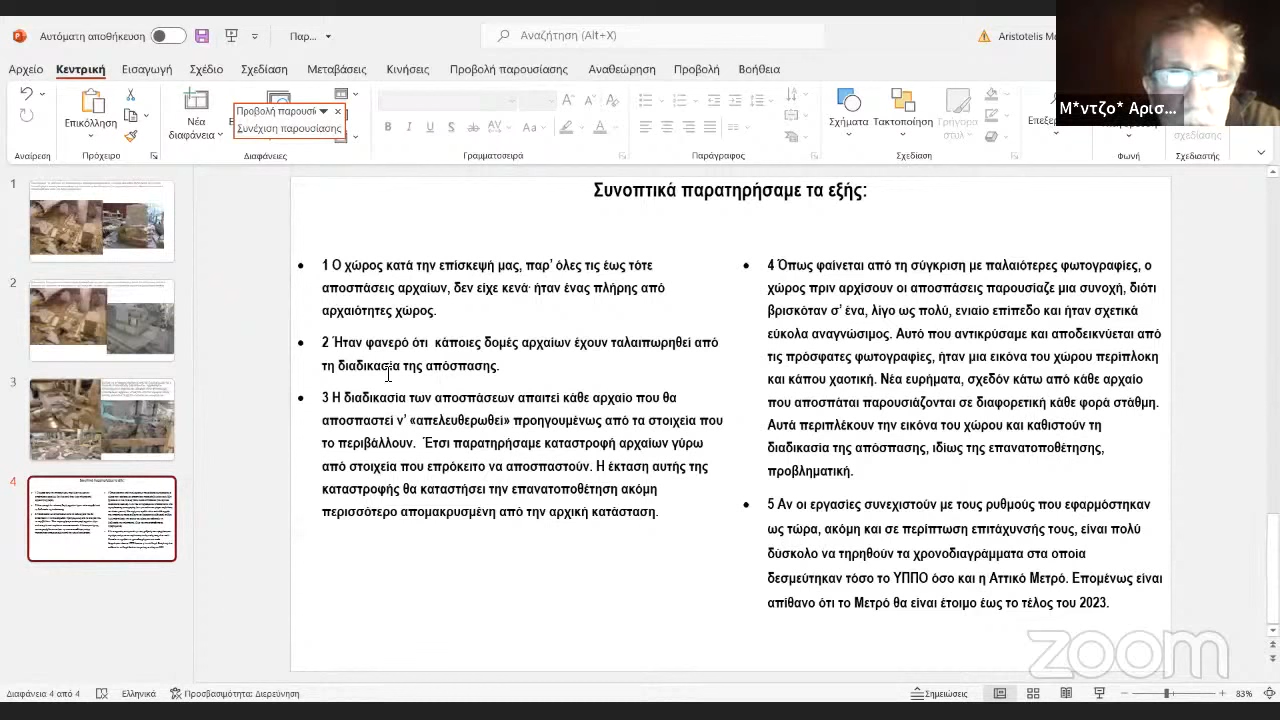 Αυτόματη αποθήκευση
Παρ...
Αναζήτηση (Alt+X)
Aristotelis
Αρχείο Κεντρική Εισαγωγή Σχέδιο Σχεδίαση Μεταβάσεις Κινήσεις Προβολή παρουσίασης Αναθεώρηση Προβολή Βοήθεια
Μ*ντζο* Αρισ...
Επικόλληση
Νέα
διαφάνεια
Προβολή παρουσί
Συνέχιση παρουσίασης
Σχήματα Τακτοποίηση Γρήγορα
στυλ
Επεξε
σχεδίασης
Αναίρεση Πρόχειρο Διαφάνειες Γραμματοσειρά Παράγραφος Σχεδίαση Φωνή Σχεδιαστής
1
2
3
4
Συνοπτικά παρατηρήσαμε τα εξής:
• 1 Ο χώρος κατά την επίσκεψή μας, παρ’ όλες τις έως τότε
αποσπάσεις αρχαίων, δεν είχε κενά· ήταν ένας πλήρης από
αρχαιότητες χώρος.
• 2 Ήταν φανερό ότι κάποιες δομές αρχαίων έχουν ταλαιπωρηθεί από
τη διαδικασία της απόσπασης.
• 3 Η διαδικασία των αποσπάσεων απαιτεί κάθε αρχαίο που θα
αποσπαστεί ν’ «απελευθερωθεί» προηγουμένως από τα στοιχεία που
το περιβάλλουν. Έτσι παρατηρήσαμε καταστροφή αρχαίων γύρω
από στοιχεία που επρόκειτο να αποσπαστούν. Η έκταση αυτής της
καταστροφής θα καταστήσει την επανατοποθέτηση ακόμη
περισσότερο απομακρυσμένη από την αρχική κατάσταση.
• 4 Όπως φαίνεται από τη σύγκριση με παλαιότερες φωτογραφίες, ο
χώρος πριν αρχίσουν οι αποσπάσεις παρουσίαζε μια συνοχή, διότι
βρισκόταν σ’ ένα, λίγο ως πολύ, ενιαίο επίπεδο και ήταν σχετικά
εύκολα αναγνώσιμος. Αυτό που αντικρύσαμε και αποδεικνύεται από
τις πρόσφατες φωτογραφίες, ήταν μια εικόνα του χώρου περίπλοκη
και κάπου χαοτική. Νέα ευρήματα, σχεδόν κάτω από κάθε αρχαίο
που αποσπάται παρουσιάζονται σε διαφορετική κάθε φορά στάθμη.
Αυτά περιπλέκουν την εικόνα του χώρου και καθιστούν τη
διαδικασία της απόσπασης, ιδίως της επανατοποθέτησης,
προβληματική.
• 5 Αν οι εργασίες συνεχιστούν με τους ρυθμούς που εφαρμόστηκαν
ως τώρα, ακόμη και σε περίπτωση επιτάχυνσής τους, είναι πολύ
δύσκολο να τηρηθούν τα χρονοδιαγράμματα στα οποία
δεσμεύτηκαν τόσο το ΥΠΠΟ όσο και η Αττικό Μετρό. Επομένως είναι
απίθανο ότι το Μετρό θα είναι έτοιμο έως το τέλος του 2023.
zoom
Διαφάνεια 4 από 4 Ελληνικά Προσβασιμότητα: Διερεύνηση Σημειώσεις 83%